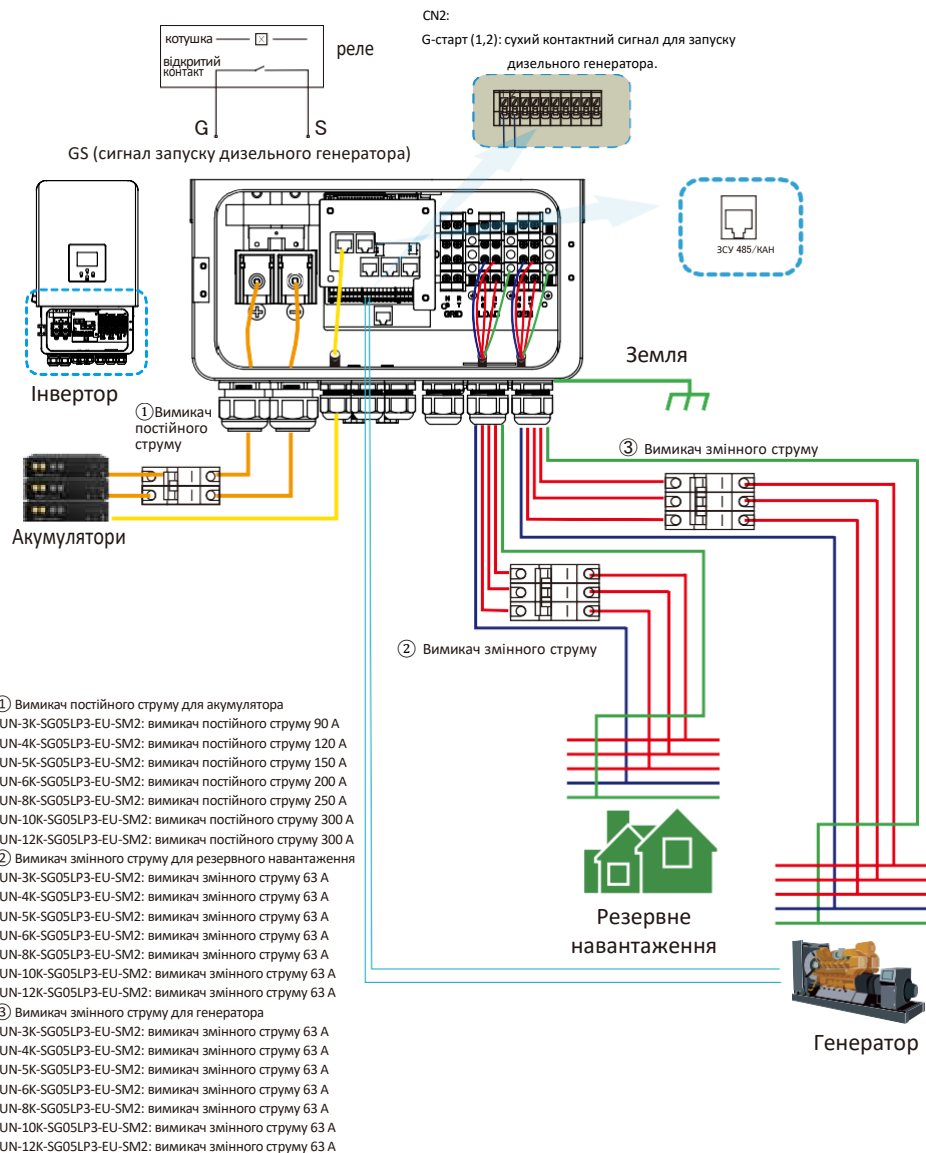 CN2:
G-старт (1,2): сухий контактний сигнал для запуску
дизельного генератора.
котушка
відкритий
контакт
реле
G S
GS (сигнал запуску дизельного генератора)
ЗСУ 485/КАН
GRID LOAD GEN
Інвертор
Земля
① Вимикач
постійного
струму
③ Вимикач змінного струму
Акумулятори
② Вимикач змінного струму
1) Вимикач постійного струму для акумулятора
UN-3K-SG05LP3-EU-SM2: вимикач постійного струму 90 А
UN-4K-SG05LP3-EU-SM2: вимикач постійного струму 120 А
UN-5K-SG05LP3-EU-SM2: вимикач постійного струму 150 А
UN-6K-SG05LP3-EU-SM2: вимикач постійного струму 200 А
UN-8K-SG05LP3-EU-SM2: вимикач постійного струму 250 А
UN-10K-SG05LP3-EU-SM2: вимикач постійного струму 300 А
UN-12K-SG05LP3-EU-SM2: вимикач постійного струму 300 А
2) Вимикач змінного струму для резервного навантаження
UN-3K-SG05LP3-EU-SM2: вимикач змінного струму 63 А
UN-4K-SG05LP3-EU-SM2: вимикач змінного струму 63 А
UN-5K-SG05LP3-EU-SM2: вимикач змінного струму 63 А
UN-6K-SG05LP3-EU-SM2: вимикач змінного струму 63 А
UN-8K-SG05LP3-EU-SM2: вимикач змінного струму 63 А
UN-10K-SG05LP3-EU-SM2: вимикач змінного струму 63 А
UN-12K-SG05LP3-EU-SM2: вимикач змінного струму 63 А
3) Вимикач змінного струму для генератора
UN-3K-SG05LP3-EU-SM2: вимикач змінного струму 63 А
UN-4K-SG05LP3-EU-SM2: вимикач змінного струму 63 А
UN-5K-SG05LP3-EU-SM2: вимикач змінного струму 63 А
UN-6K-SG05LP3-EU-SM2: вимикач змінного струму 63 А
UN-8K-SG05LP3-EU-SM2: вимикач змінного струму 63 А
UN-10K-SG05LP3-EU-SM2: вимикач змінного струму 63 А
UN-12K-SG05LP3-EU-SM2: вимикач змінного струму 63 А
Резервне
навантаження
Генератор